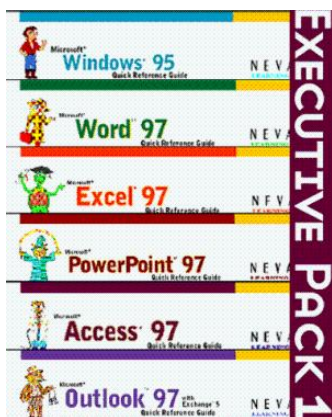 Microsoft®
Windows® 95
Quick Reference Guide
NEVA
Microsoft®
Word™ 97
Quick Reference Guide
NEVA
Microsoft®
Excel® 97
Quick Reference Guide
NEVA
Microsoft®
PowerPoint® 97
Quick Reference Guide
NEVA
Microsoft®
Access® 97
Quick Reference Guide
NEVA
Microsoft®
Outlook™ 97 with Exchange 5
Quick Reference Guide
NEVA
EXECUTIVE PACK 1